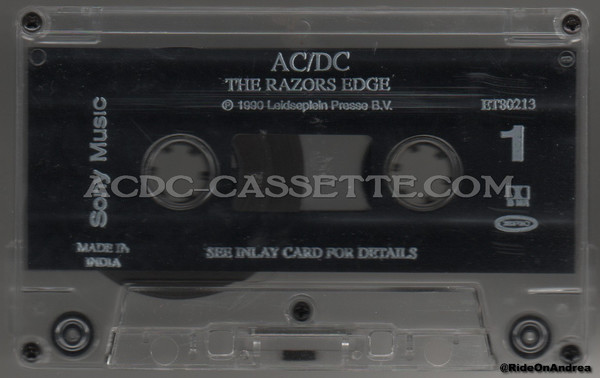 AC/DC
THE RAZORS EDGE
℗ 1990 Leidseplein Presse B.V.
ET80213
1
Sony Music
ACDC-CASSETTE.COM
MADE IN
INDIA
SEE INLAY CARD FOR DETAILS
@RideOnAndrea